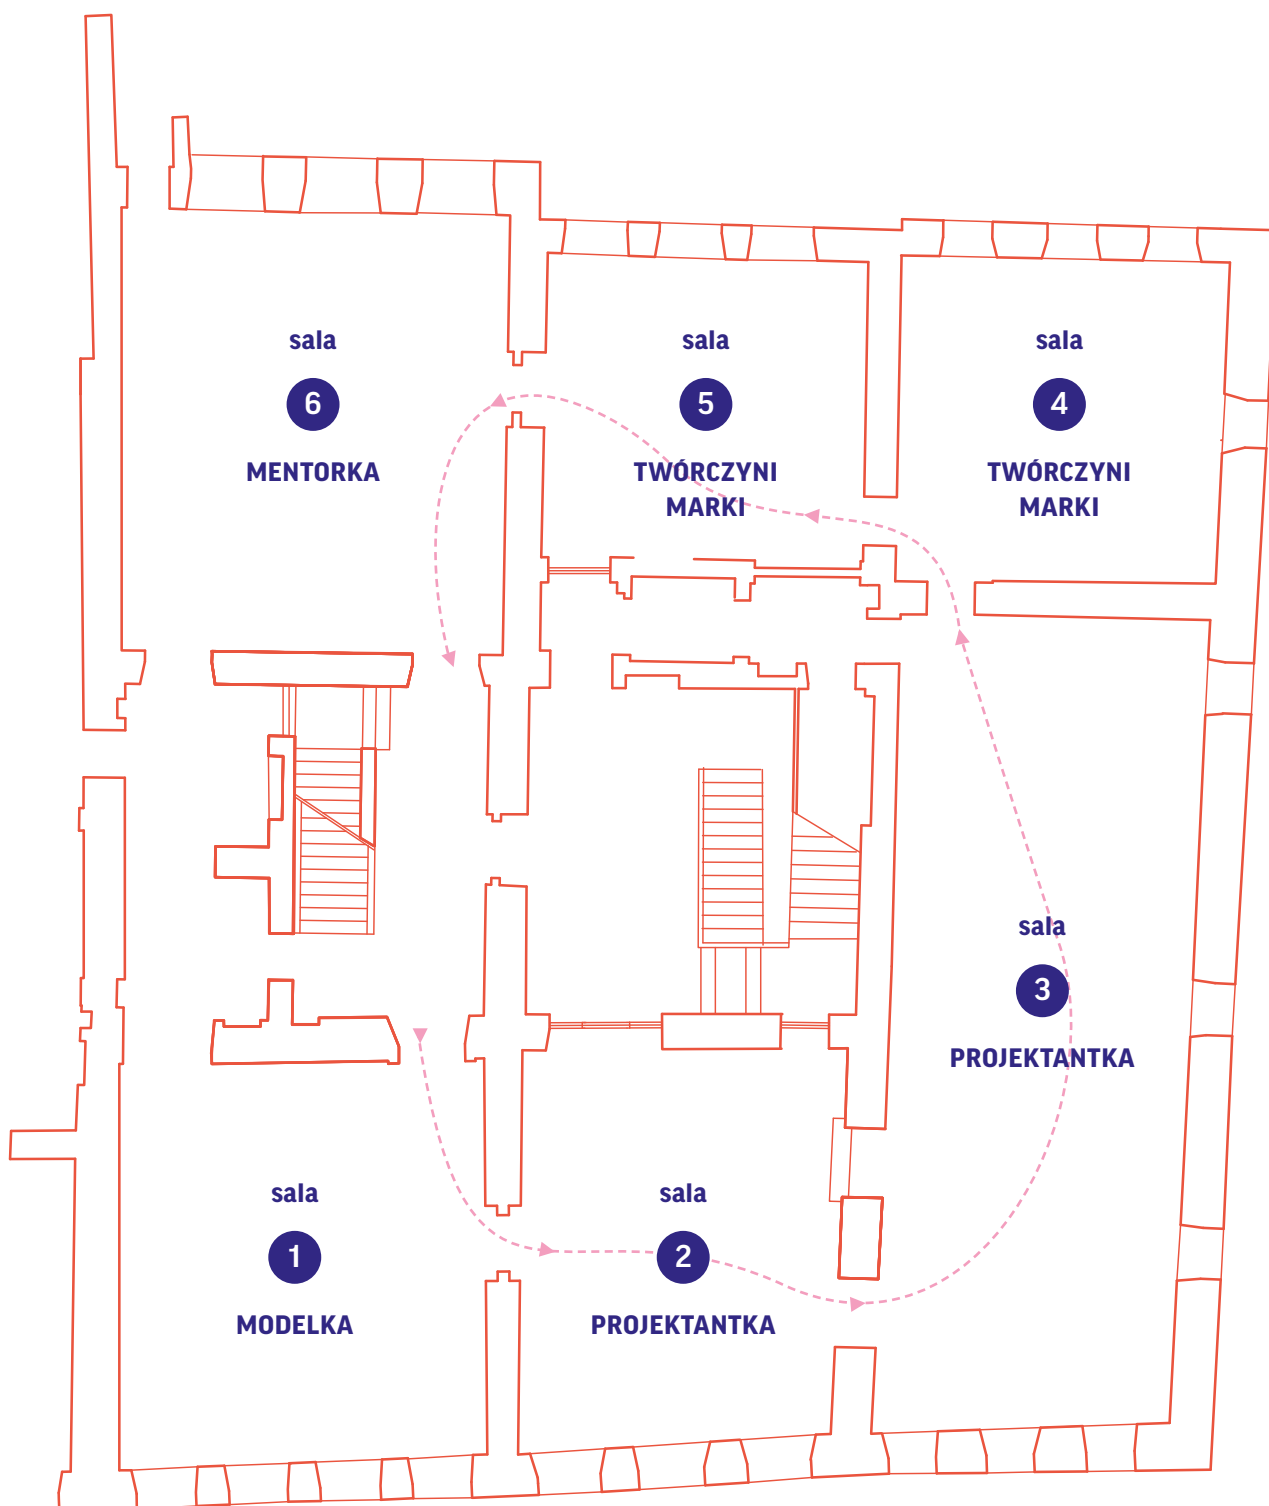 sala
6
MENTORKA
sala
5
TWÓRCZYNI
MARKI
sala
4
TWÓRCZYNI
MARKI
sala
3
PROJEKTANTKA
sala
1
MODELKA
sala
2
PROJEKTANTKA